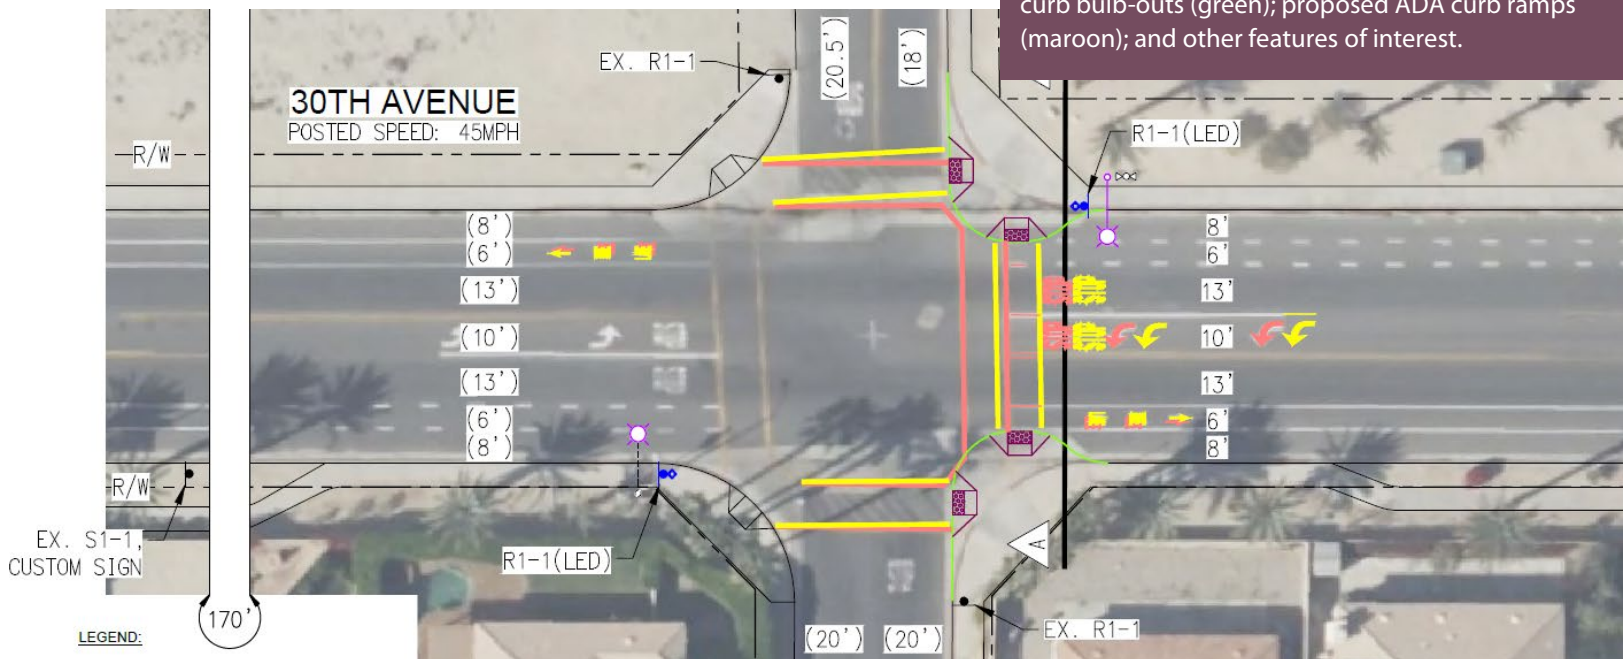 curb bulb-outs (green); proposed ADA curb ramps
(maroon); and other features of interest.
EX. R1-1
(20.5')
(18')
30TH AVENUE
POSTED SPEED: 45MPH
R/W
R1-1(LED)
(8')
(6')
(13')
(10')
(13')
(6')
(8')
8'
6'
13'
10'
13'
6'
8'
R/W
EX. S1-1,
CUSTOM SIGN
R1-1(LED)
A
170'
LEGEND:
(20')
(20')
EX. R1-1